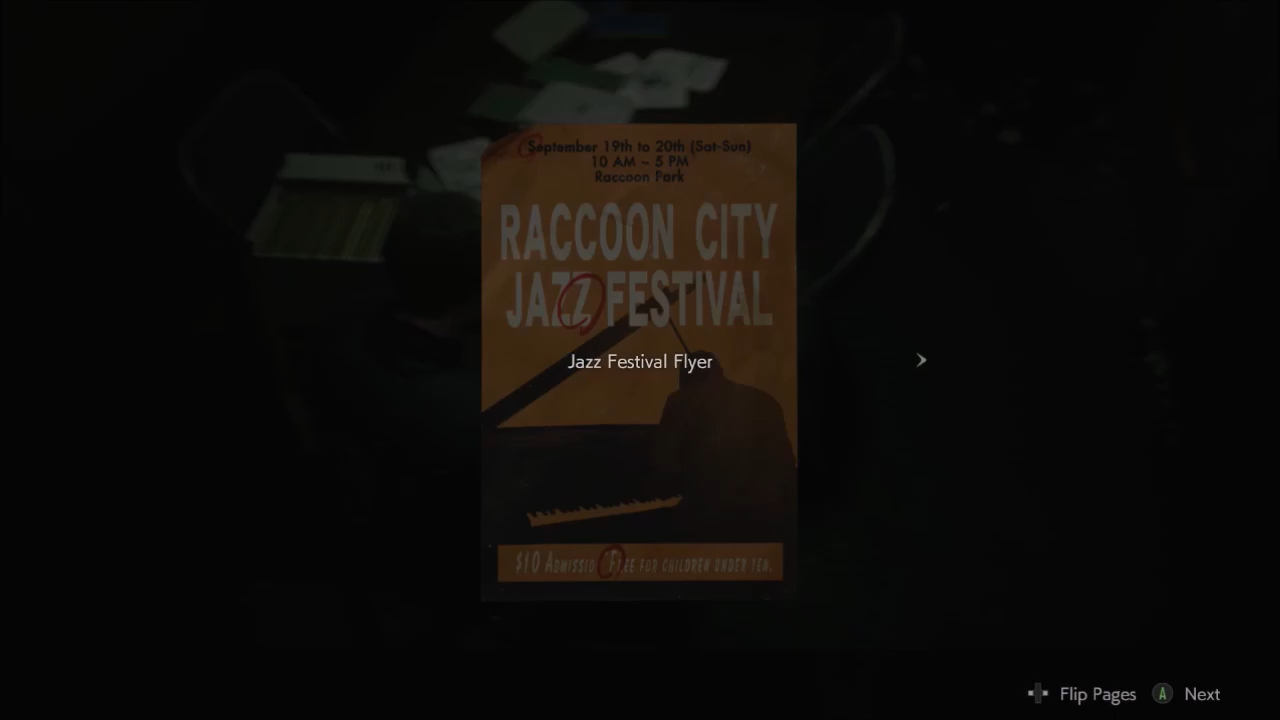 September 19th to 20th (Sat-Sun)
10 AM ~ 5 PM
Raccoon Park
RACCOON CITY
JAZZ FESTIVAL
Jazz Festival Flyer
$10 ADMISSIO FREE FOR CHILDREN UNDER TEN.
Flip Pages A Next